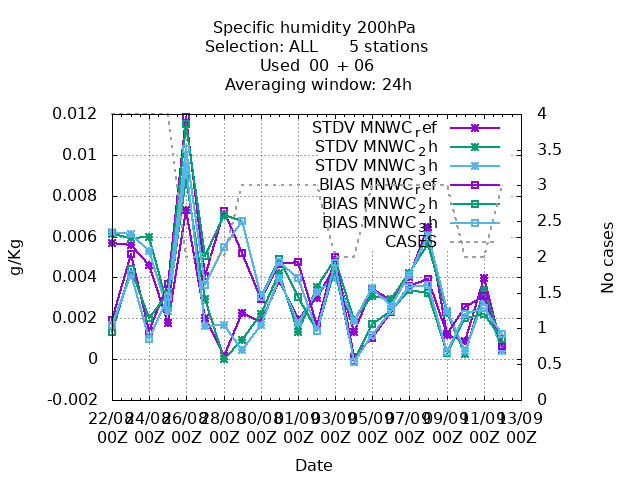 Specific humidity 200hPa
Selection: ALL 5 stations
Used 00 + 06
Averaging window: 24h
0.012
0.01
0.008
0.006
0.004
0.002
0
-0.002
g/Kg
4
3.5
3
2.5
2
1.5
1
0.5
0
No cases
STDV MNWC_ref
STDV MNWC_2h
STDV MNWC_3h
BIAS MNWC_ref
BIAS MNWC_2h
BIAS MNWC_3h
CASES
22/08 24/08 26/08 28/08 30/08 01/09 03/09 05/09 07/09 09/09 11/09 13/09
00Z 00Z 00Z 00Z 00Z 00Z 00Z 00Z 00Z 00Z 00Z 00Z
Date